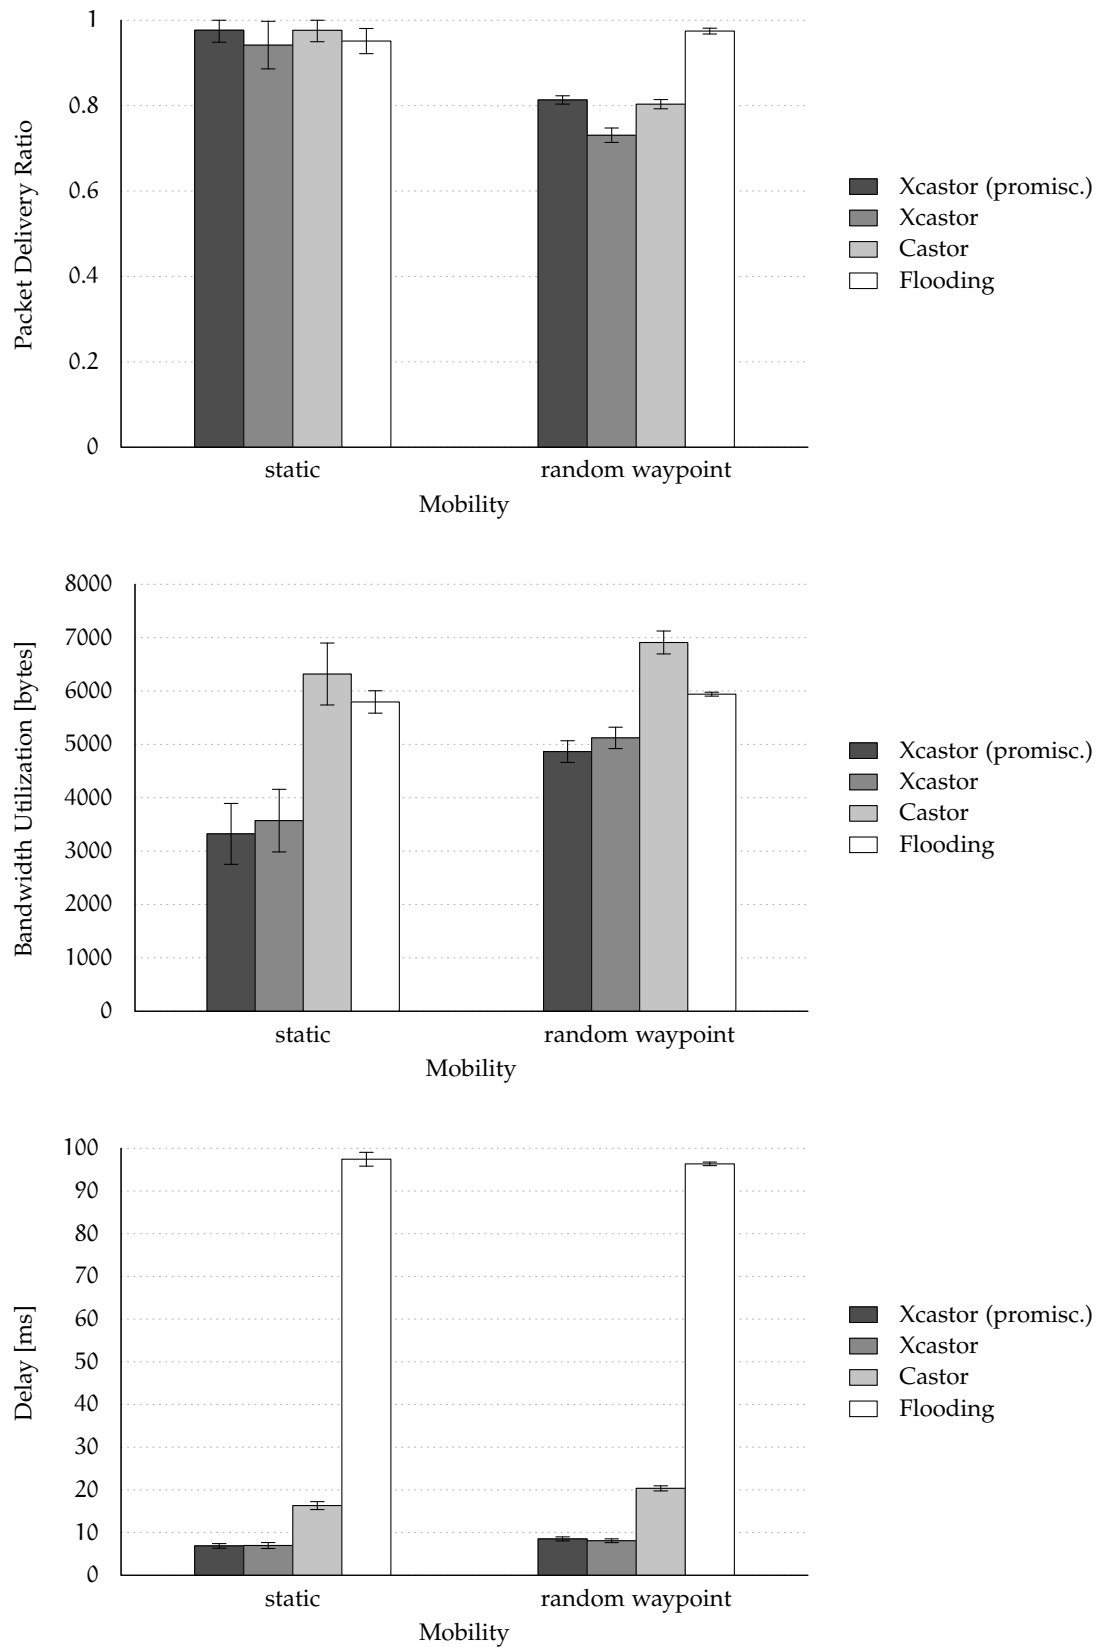 1
0.8
0.6
0.4
0.2
0
Packet Delivery Ratio
static random waypoint
Mobility
Xcastor (promisc.)
Xcastor
Castor
Flooding
8000
7000
6000
5000
4000
3000
2000
1000
0
Bandwidth Utilization [bytes]
static random waypoint
Mobility
Xcastor (promisc.)
Xcastor
Castor
Flooding
100
90
80
70
60
50
40
30
20
10
0
Delay [ms]
static random waypoint
Mobility
Xcastor (promisc.)
Xcastor
Castor
Flooding